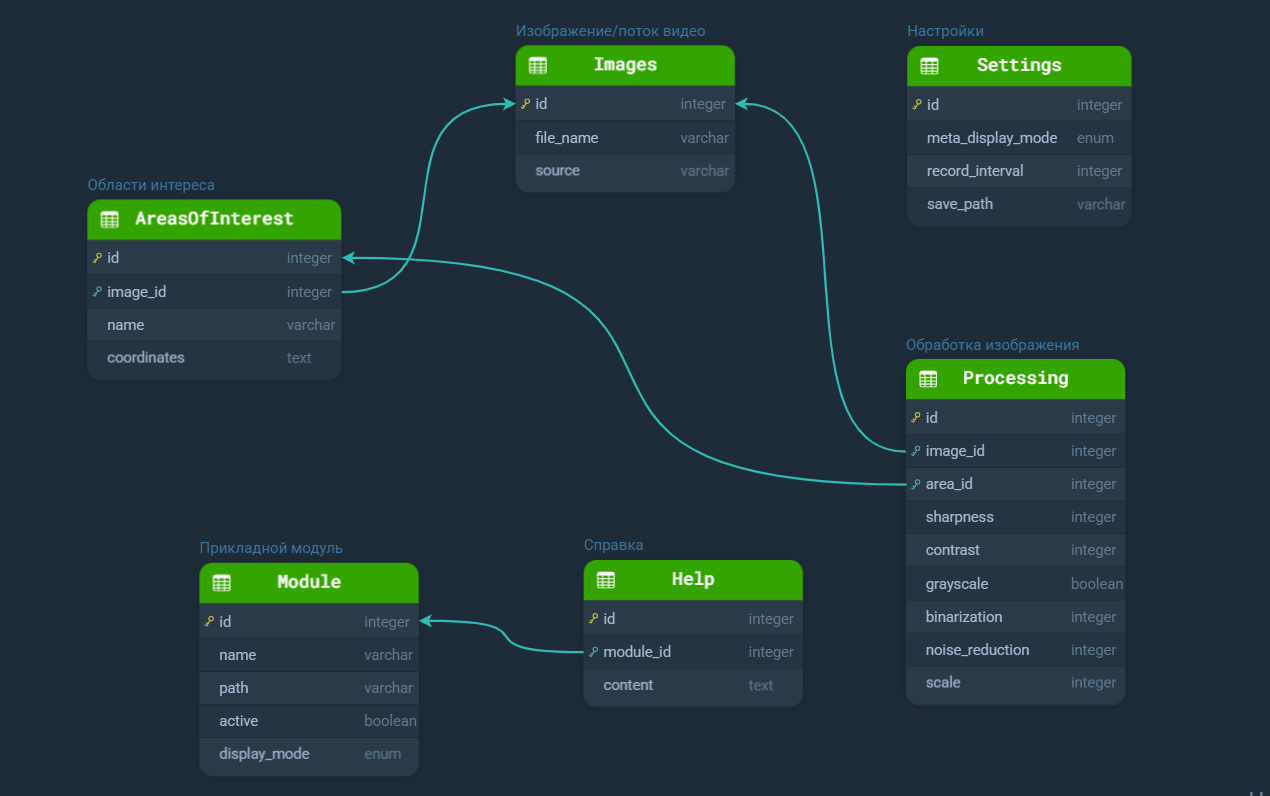 Изображение/поток видео
Images
id integer
file_name varchar
source varchar
Настройки
Settings
id integer
meta_display_mode enum
record_interval integer
save_path varchar
Области интереса
AreasOfInterest
id integer
image_id integer
name varchar
coordinates text
Обработка изображения
Processing
id integer
image_id integer
area_id integer
sharpness integer
contrast integer
grayscale boolean
binarization integer
noise_reduction integer
scale integer
Прикладной модуль
Module
id integer
name varchar
path varchar
active boolean
display_mode enum
Справка
Help
id integer
module_id integer
content text